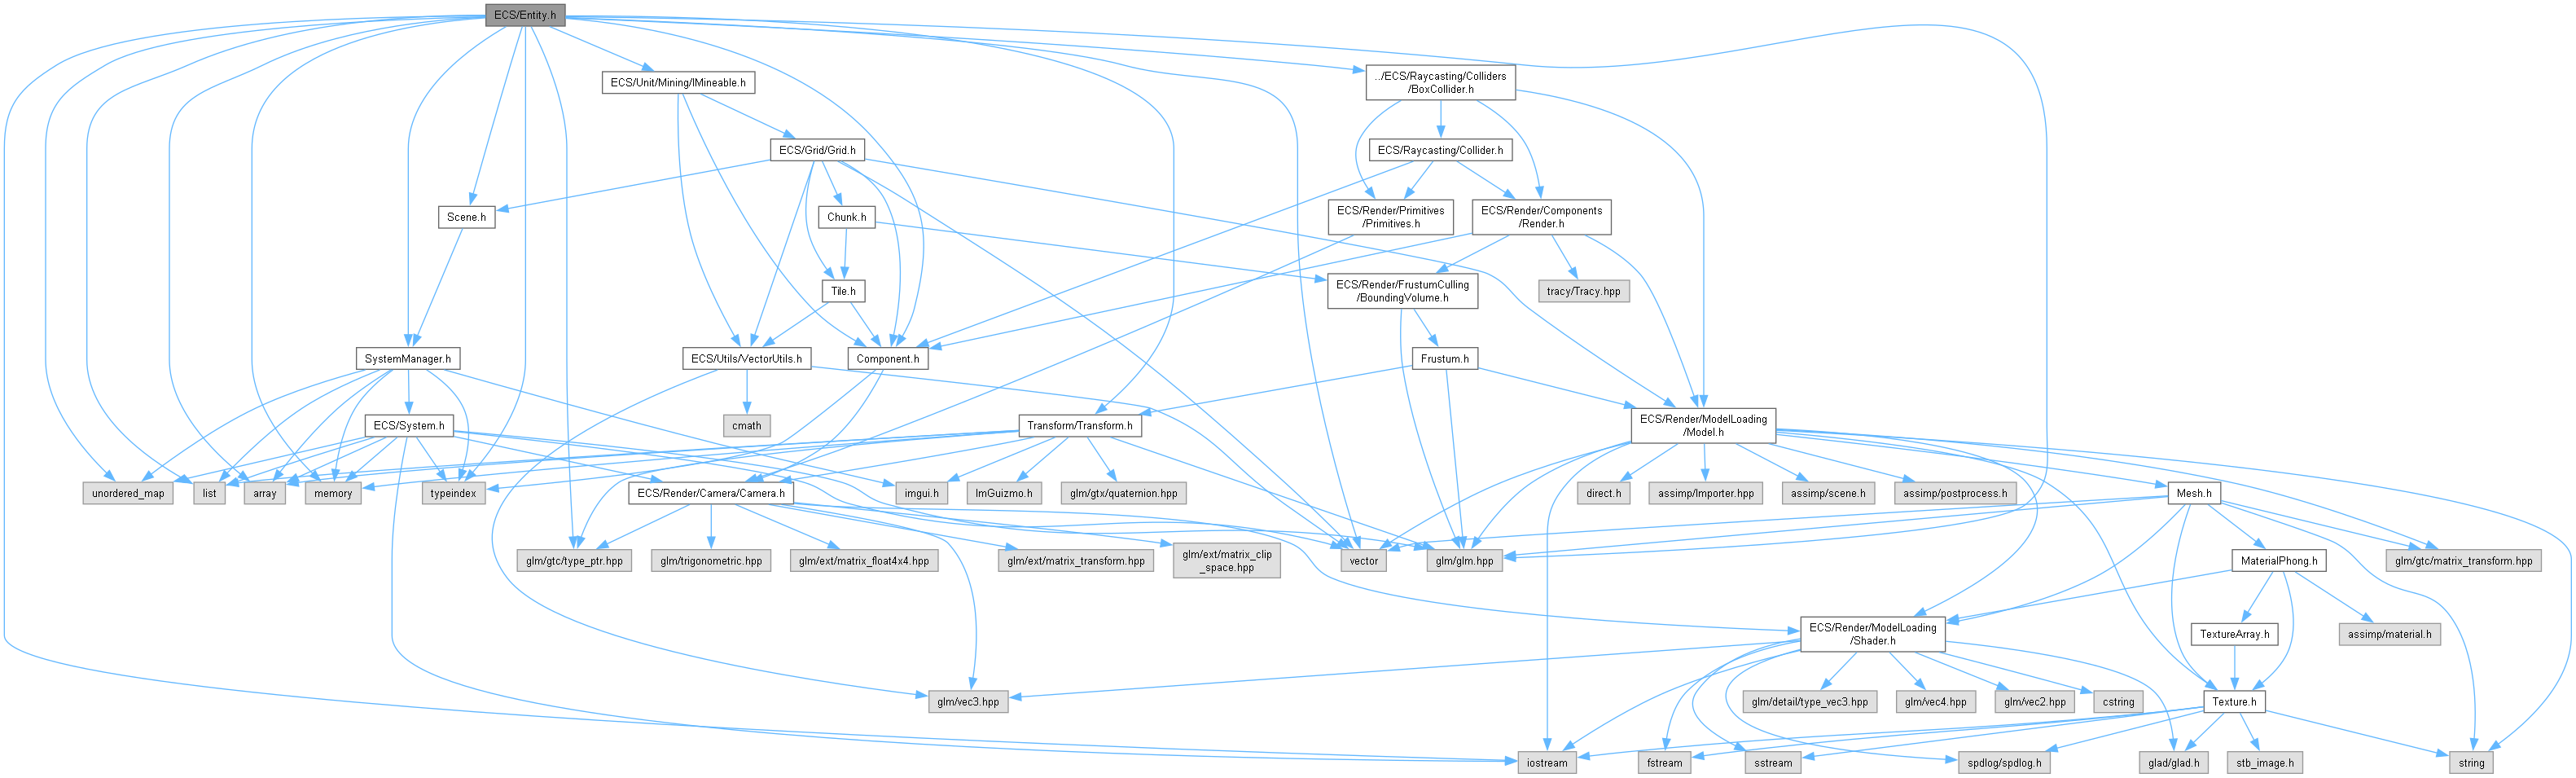 ECS/Entity.h
ECS/Unit/Mining/IMineable.h
../ECS/Raycasting/Colliders
/BoxCollider.h
ECS/Grid/Grid.h
ECS/Raycasting/Collider.h
Scene.h
Chunk.h
ECS/Render/Primitives
/Primitives.h
ECS/Render/Components
/Render.h
Tile.h
ECS/Render/FrustumCulling
/BoundingVolume.h
tracy/Tracy.hpp
SystemManager.h
ECS/Utils/VectorUtils.h
Component.h
Frustum.h
cmath
ECS/System.h
Transform/Transform.h
ECS/Render/ModelLoading
/Model.h
unordered_map
list
array
memory
typeindex
ECS/Render/Camera/Camera.h
imgui.h
ImGuizmo.h
glm/gtx/quaternion.hpp
direct.h
assimp/Importer.hpp
assimp/scene.h
assimp/postprocess.h
Mesh.h
glm/gtc/type_ptr.hpp
glm/trigonometric.hpp
glm/ext/matrix_float4x4.hpp
glm/ext/matrix_transform.hpp
glm/ext/matrix_clip
_space.hpp
vector
glm/glm.hpp
MaterialPhong.h
glm/gtc/matrix_transform.hpp
ECS/Render/ModelLoading
/Shader.h
TextureArray.h
assimp/material.h
glm/vec3.hpp
glm/detail/type_vec3.hpp
glm/vec4.hpp
glm/vec2.hpp
cstring
Texture.h
iostream
fstream
sstream
spdlog/spdlog.h
glad/glad.h
stb_image.h
string